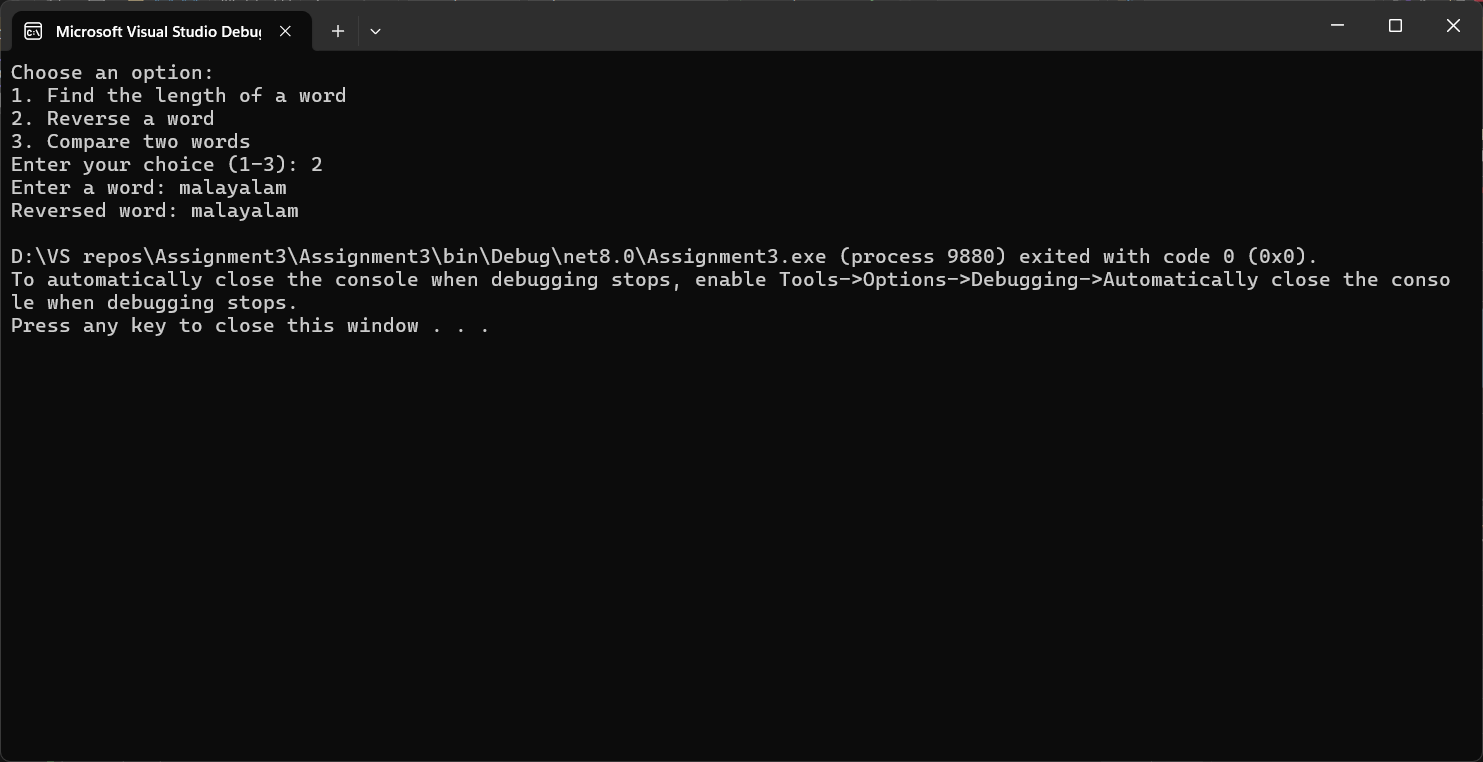 Microsoft Visual Studio Debug
Choose an option:
1. Find the length of a word
2. Reverse a word
3. Compare two words
Enter your choice (1-3): 2
Enter a word: malayalam
Reversed word: malayalam
D:\VS repos\Assignment3\Assignment3\bin\Debug\net8.0\Assignment3.exe (process 9880) exited with code 0 (0x0).
To automatically close the console when debugging stops, enable Tools->Options->Debugging->Automatically close the conso
le when debugging stops.
Press any key to close this window . . .